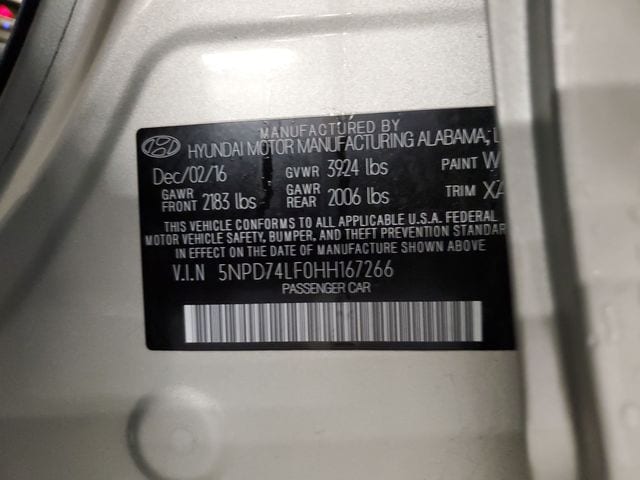 MANUFACTURED BY
HYUNDAI MOTOR MANUFACTURING ALABAMA, L
Dec/02/16 GVWR 3924 lbs PAINT W
GAWR FRONT 2183 lbs GAWR REAR 2006 lbs TRIM
THIS VEHICLE CONFORMS TO ALL APPLICABLE U.S.A. FEDERAL
MOTOR VEHICLE SAFETY, BUMPER, AND THEFT PREVENTION STANDAR
IN EFFECT ON THE DATE OF MANUFACTURE SHOWN ABOVE
V.I.N 5NPD74LF0HH167266
PASSENGER CAR